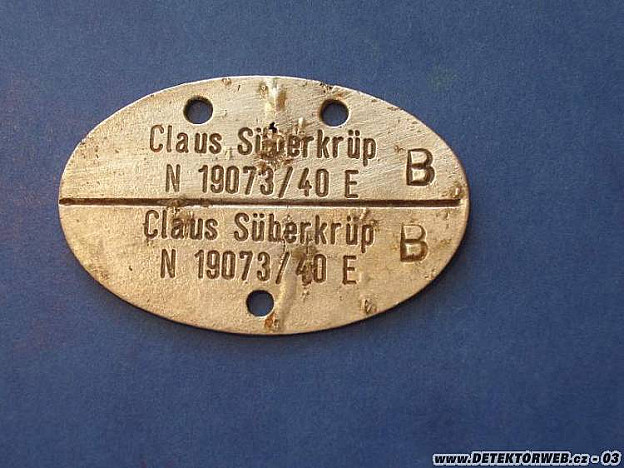 Claus Süberkrüp
N 19073/40 E
B
Claus Süberkrüp
N 19073/40 E
B
www.DETEKTORWEB.cz - 03